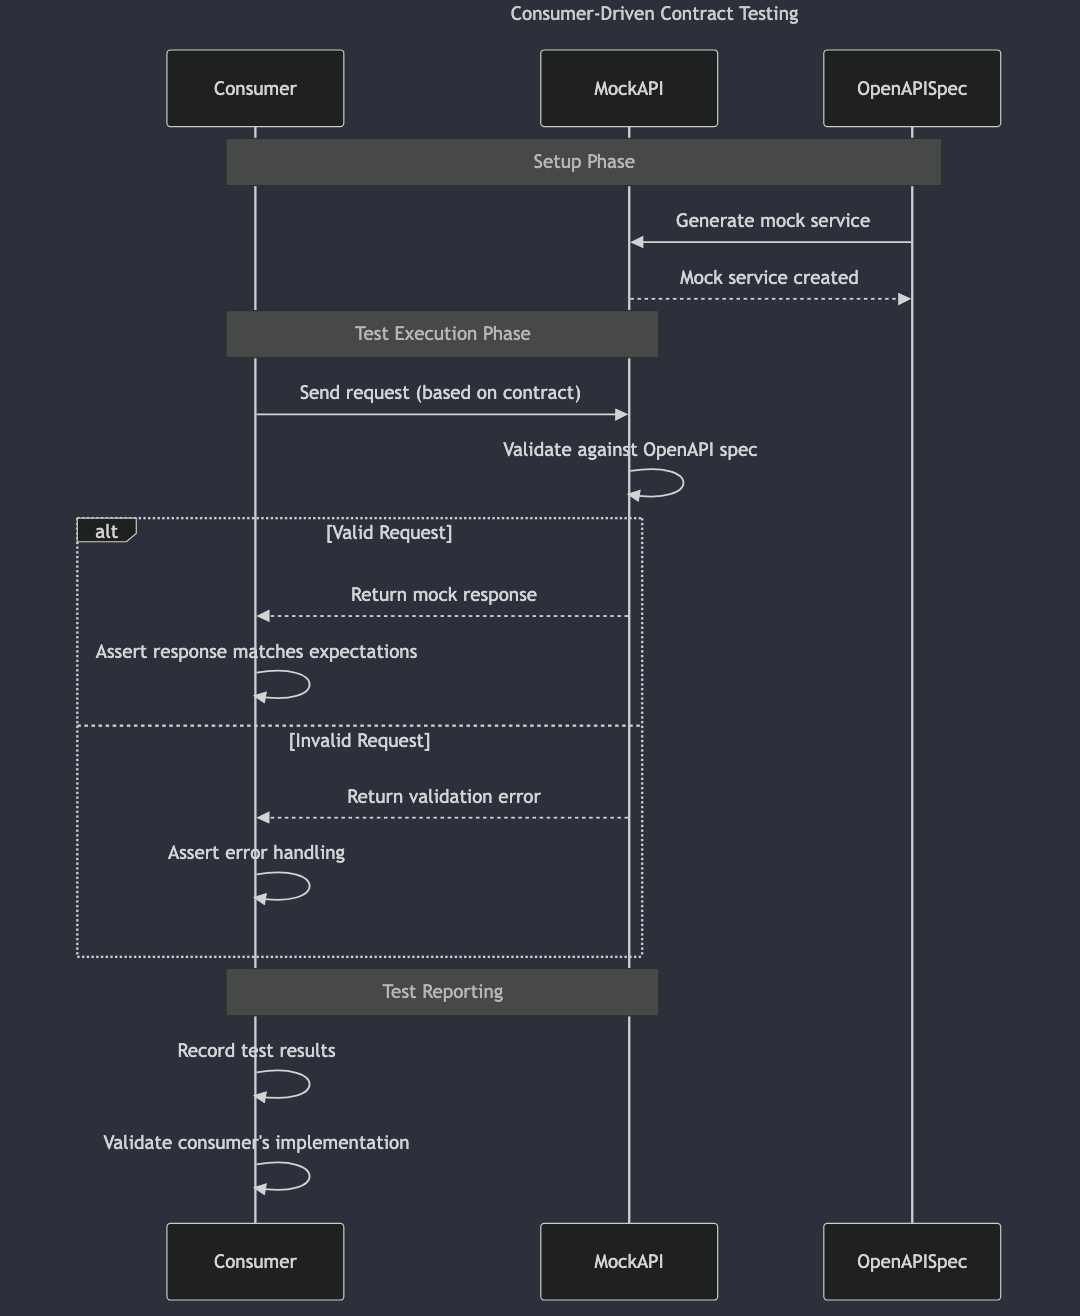 Consumer-Driven Contract Testing
Consumer
MockAPI
OpenAPISpec
Setup Phase
Generate mock service
Mock service created
Test Execution Phase
Send request (based on contract)
Validate against OpenAPI spec
alt
[Valid Request]
Return mock response
Assert response matches expectations
[Invalid Request]
Return validation error
Assert error handling
Test Reporting
Record test results
Validate consumer's implementation
Consumer
MockAPI
OpenAPISpec